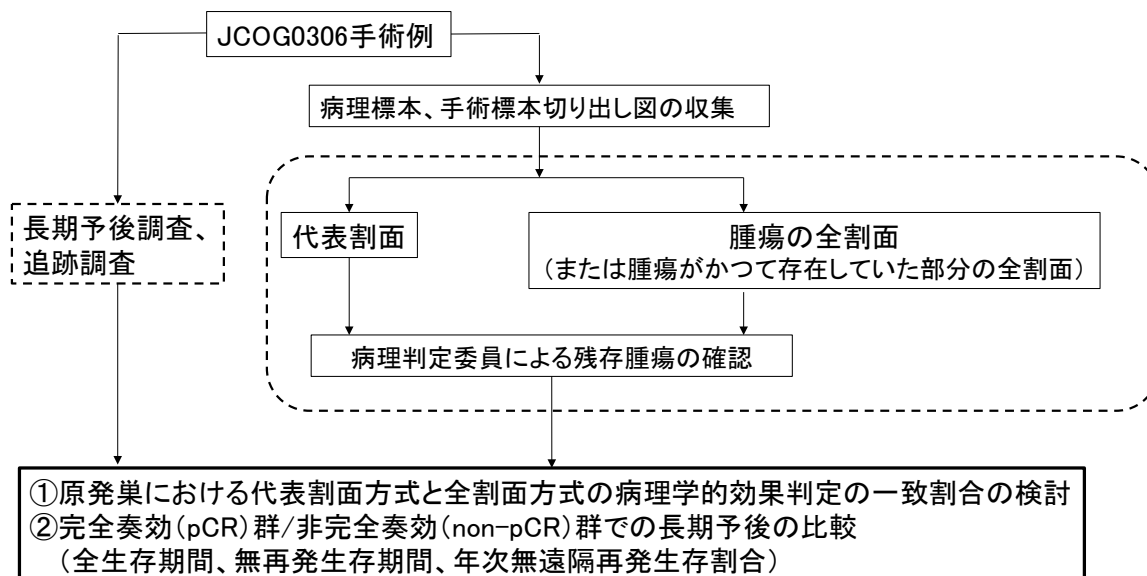 JCOG0306手術例
病理標本、手術標本切り出し図の収集
長期予後調査、
追跡調査
代表割面
腫瘍の全割面
（または腫瘍がかつて存在していた部分の全割面）
病理判定委員による残存腫瘍の確認
①原発巣における代表割面方式と全割面方式の病理学的効果判定の一致割合の検討
②完全奏効（pCR）群/非完全奏効（non-pCR）群での長期予後の比較
（全生存期間、無再発生存期間、年次無遠隔再発生存割合）